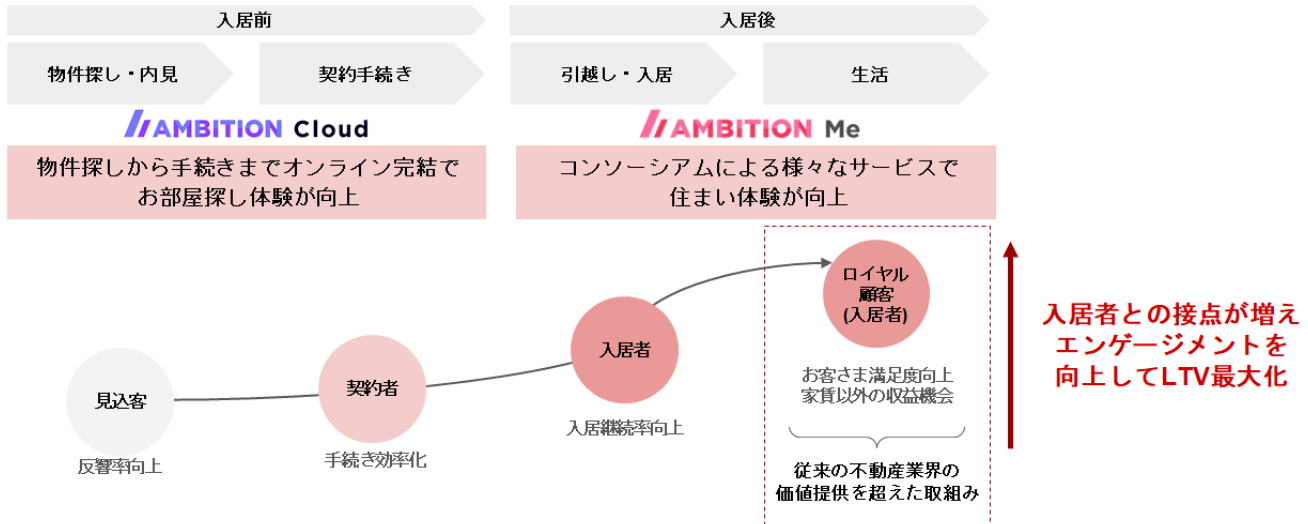 入居前
入居後
物件探し・内見
契約手続き
引越し・入居
生活
AMBITION Cloud
AMBITION Me
物件探しから手続きまでオンライン完結で
お部屋探し体験が向上
コンソーシアムによる様々なサービスで
住まい体験が向上
見込客
反響率向上
契約者
手続き効率化
入居者
入居継続率向上
ロイヤル
顧客
(入居者)
お客さま満足度向上
家賃以外の収益機会
従来の不動産業界の
価値提供を超えた取組み
入居者との接点が増え
エンゲージメントを
向上してLTV最大化